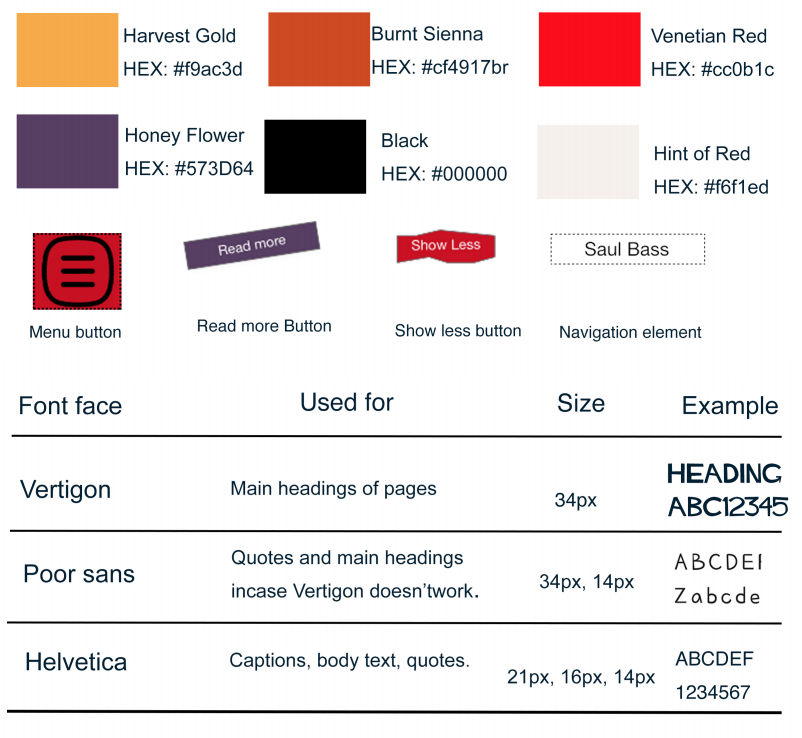 Harvest Gold
HEX: #f9ac3d
Burnt Sienna
HEX: #cf4917br
Venetian Red
HEX: #cc0b1c
Honey Flower
HEX: #573D64
Black
HEX: #000000
Hint of Red
HEX: #f6f1ed
Read more
Show Less
Saul Bass
Menu button
Read more Button
Show less button
Navigation element
Font face
Used for
Size
Example
Vertigon
Main headings of pages
34px
HEADING
ABC12345
Poor sans
Quotes and main headings
incase Vertigon doesn'twork.
34px, 14px
ABCDEF
Zabcde
Helvetica
Captions, body text, quotes.
21px, 16px, 14px
ABCDEF
1234567